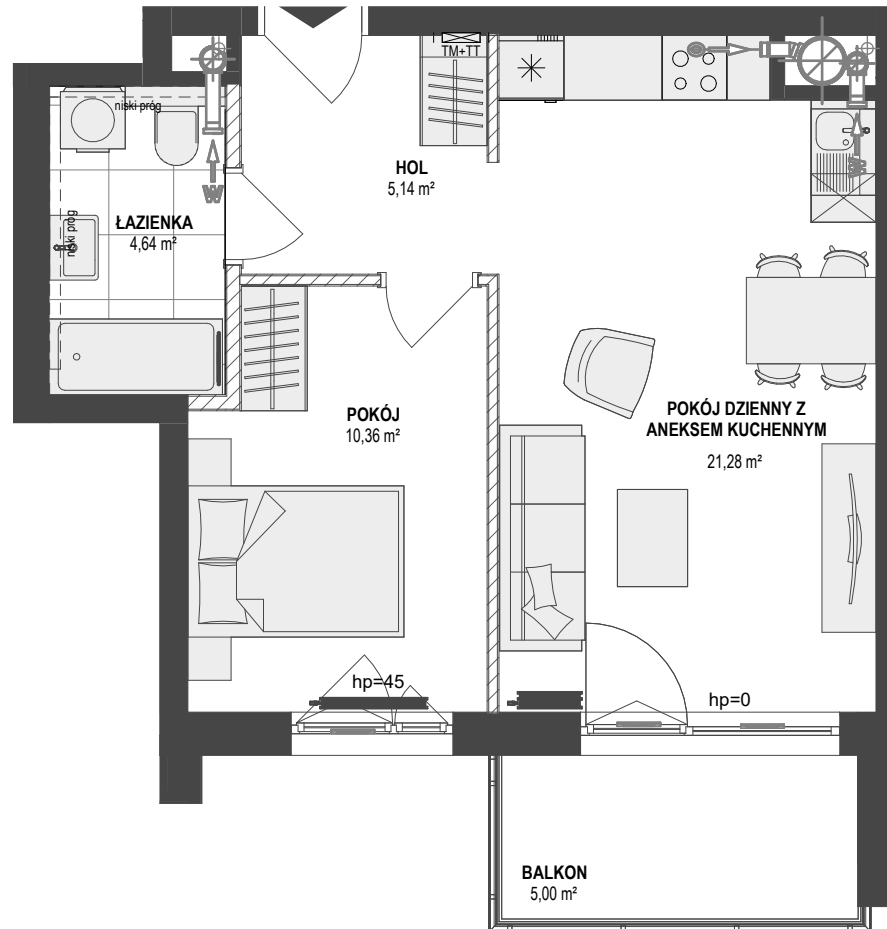 TM+TT
niski próg
HOL
5,14 m²
W
W
ŁAZIENKA
4,64 m²
niski próg
POKÓJ
10,36 m²
POKÓJ DZIENNY Z
ANEKSEM KUCHENNYM
21,28 m²
hp=45
hp=0
BALKON
5,00 m²